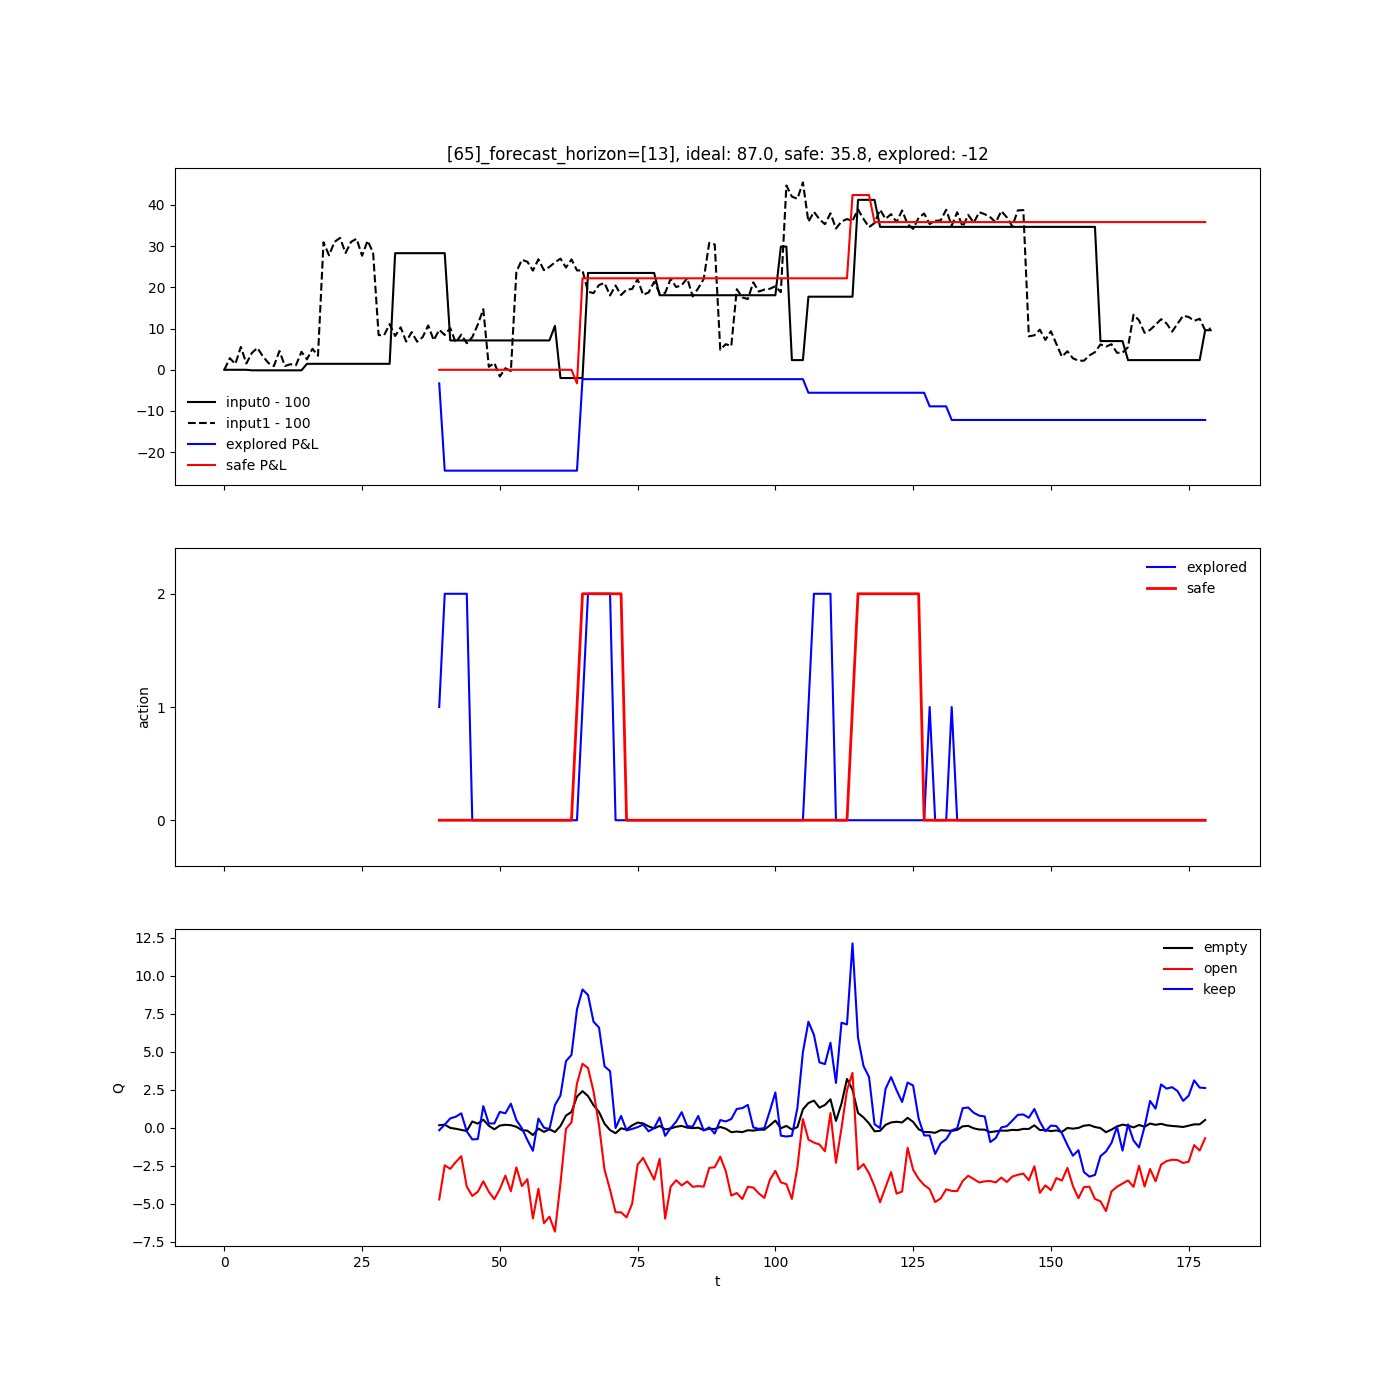 [65]_forecast_horizon=[13], ideal: 87.0, safe: 35.8, explored: -12
40
30
20
10
0
−10
−20
input0 - 100
input1 - 100
explored P&L
safe P&L
2
1
0
action
explored
safe
12.5
10.0
7.5
5.0
2.5
0.0
−2.5
−5.0
−7.5
Q
empty
open
keep
0 25 50 75 100 125 150 175
t